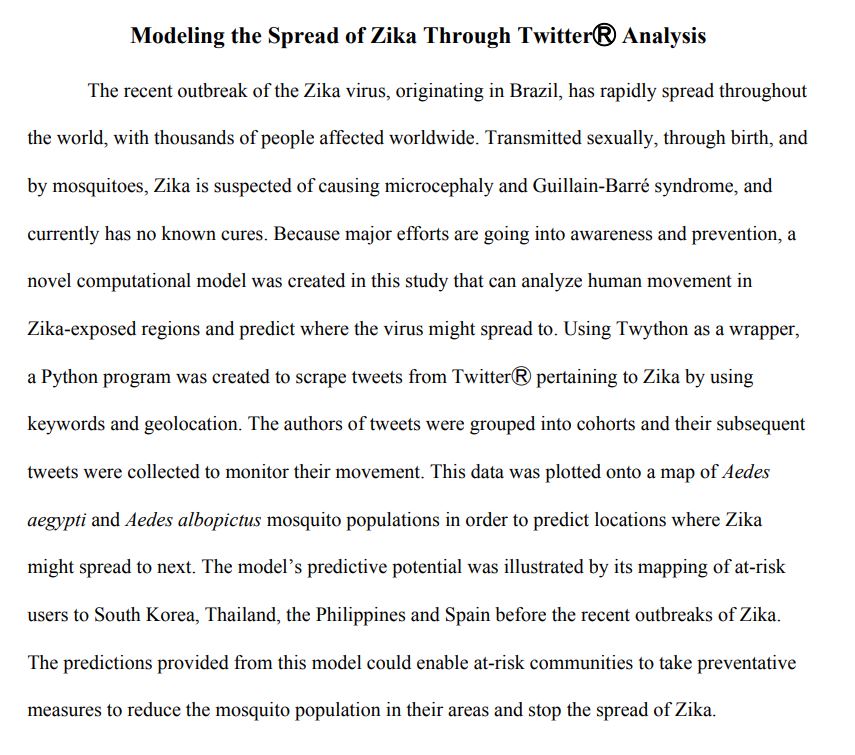 Modeling the Spread of Zika Through Twitter® Analysis
The recent outbreak of the Zika virus, originating in Brazil, has rapidly spread throughout
the world, with thousands of people affected worldwide. Transmitted sexually, through birth, and
by mosquitoes, Zika is suspected of causing microcephaly and Guillain-Barré syndrome, and
currently has no known cures. Because major efforts are going into awareness and prevention, a
novel computational model was created in this study that can analyze human movement in
Zika-exposed regions and predict where the virus might spread to. Using Twython as a wrapper,
a Python program was created to scrape tweets from Twitter® pertaining to Zika by using
keywords and geolocation. The authors of tweets were grouped into cohorts and their subsequent
tweets were collected to monitor their movement. This data was plotted onto a map of Aedes
aegypti and Aedes albopictus mosquito populations in order to predict locations where Zika
might spread to next. The model’s predictive potential was illustrated by its mapping of at-risk
users to South Korea, Thailand, the Philippines and Spain before the recent outbreaks of Zika.
The predictions provided from this model could enable at-risk communities to take preventative
measures to reduce the mosquito population in their areas and stop the spread of Zika.